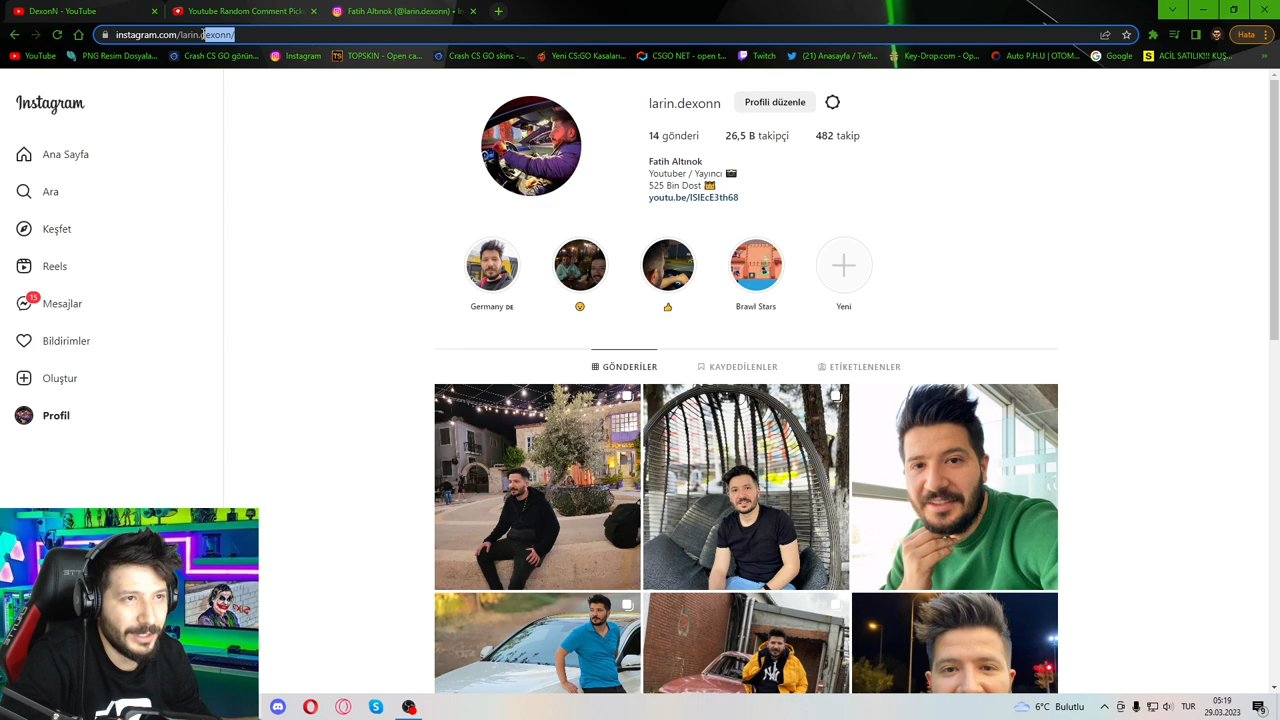 DexonN - YouTube
Youtube Random Comment Pick
Fatih Altınok (@larin.dexonn) • In
instagram.com/larin.dexonn/
Hata
YouTube
PNG Resim Dosyala...
Crash CS GO görün...
Instagram
TOPSKIN - Open ca...
Crash CS GO skins -...
Yeni CS:GO Kasaları...
CSGO NET - open t...
Twitch
(21) Anasayfa / Twit...
Key-Drop.com - Op...
Auto P.H.U | OTOM...
Google
ACİL SATILIK!!! KUŞ...
Instagram
Ana Sayfa
Ara
Keşfet
Reels
15
Mesajlar
Bildirimler
Oluştur
Profil
larin.dexonn
Profili düzenle
14 gönderi
26,5 B takipçi
482 takip
Fatih Altınok
Youtuber / Yayıncı
525 Bin Dost
youtu.be/ISlEcE3th68
Germany DE
Brawl Stars
Yeni
GÖNDERİLER
KAYDEDİLENLER
ETİKETLENENLER
6°C Bulutlu
TUR
05:19
29.03.2023
9